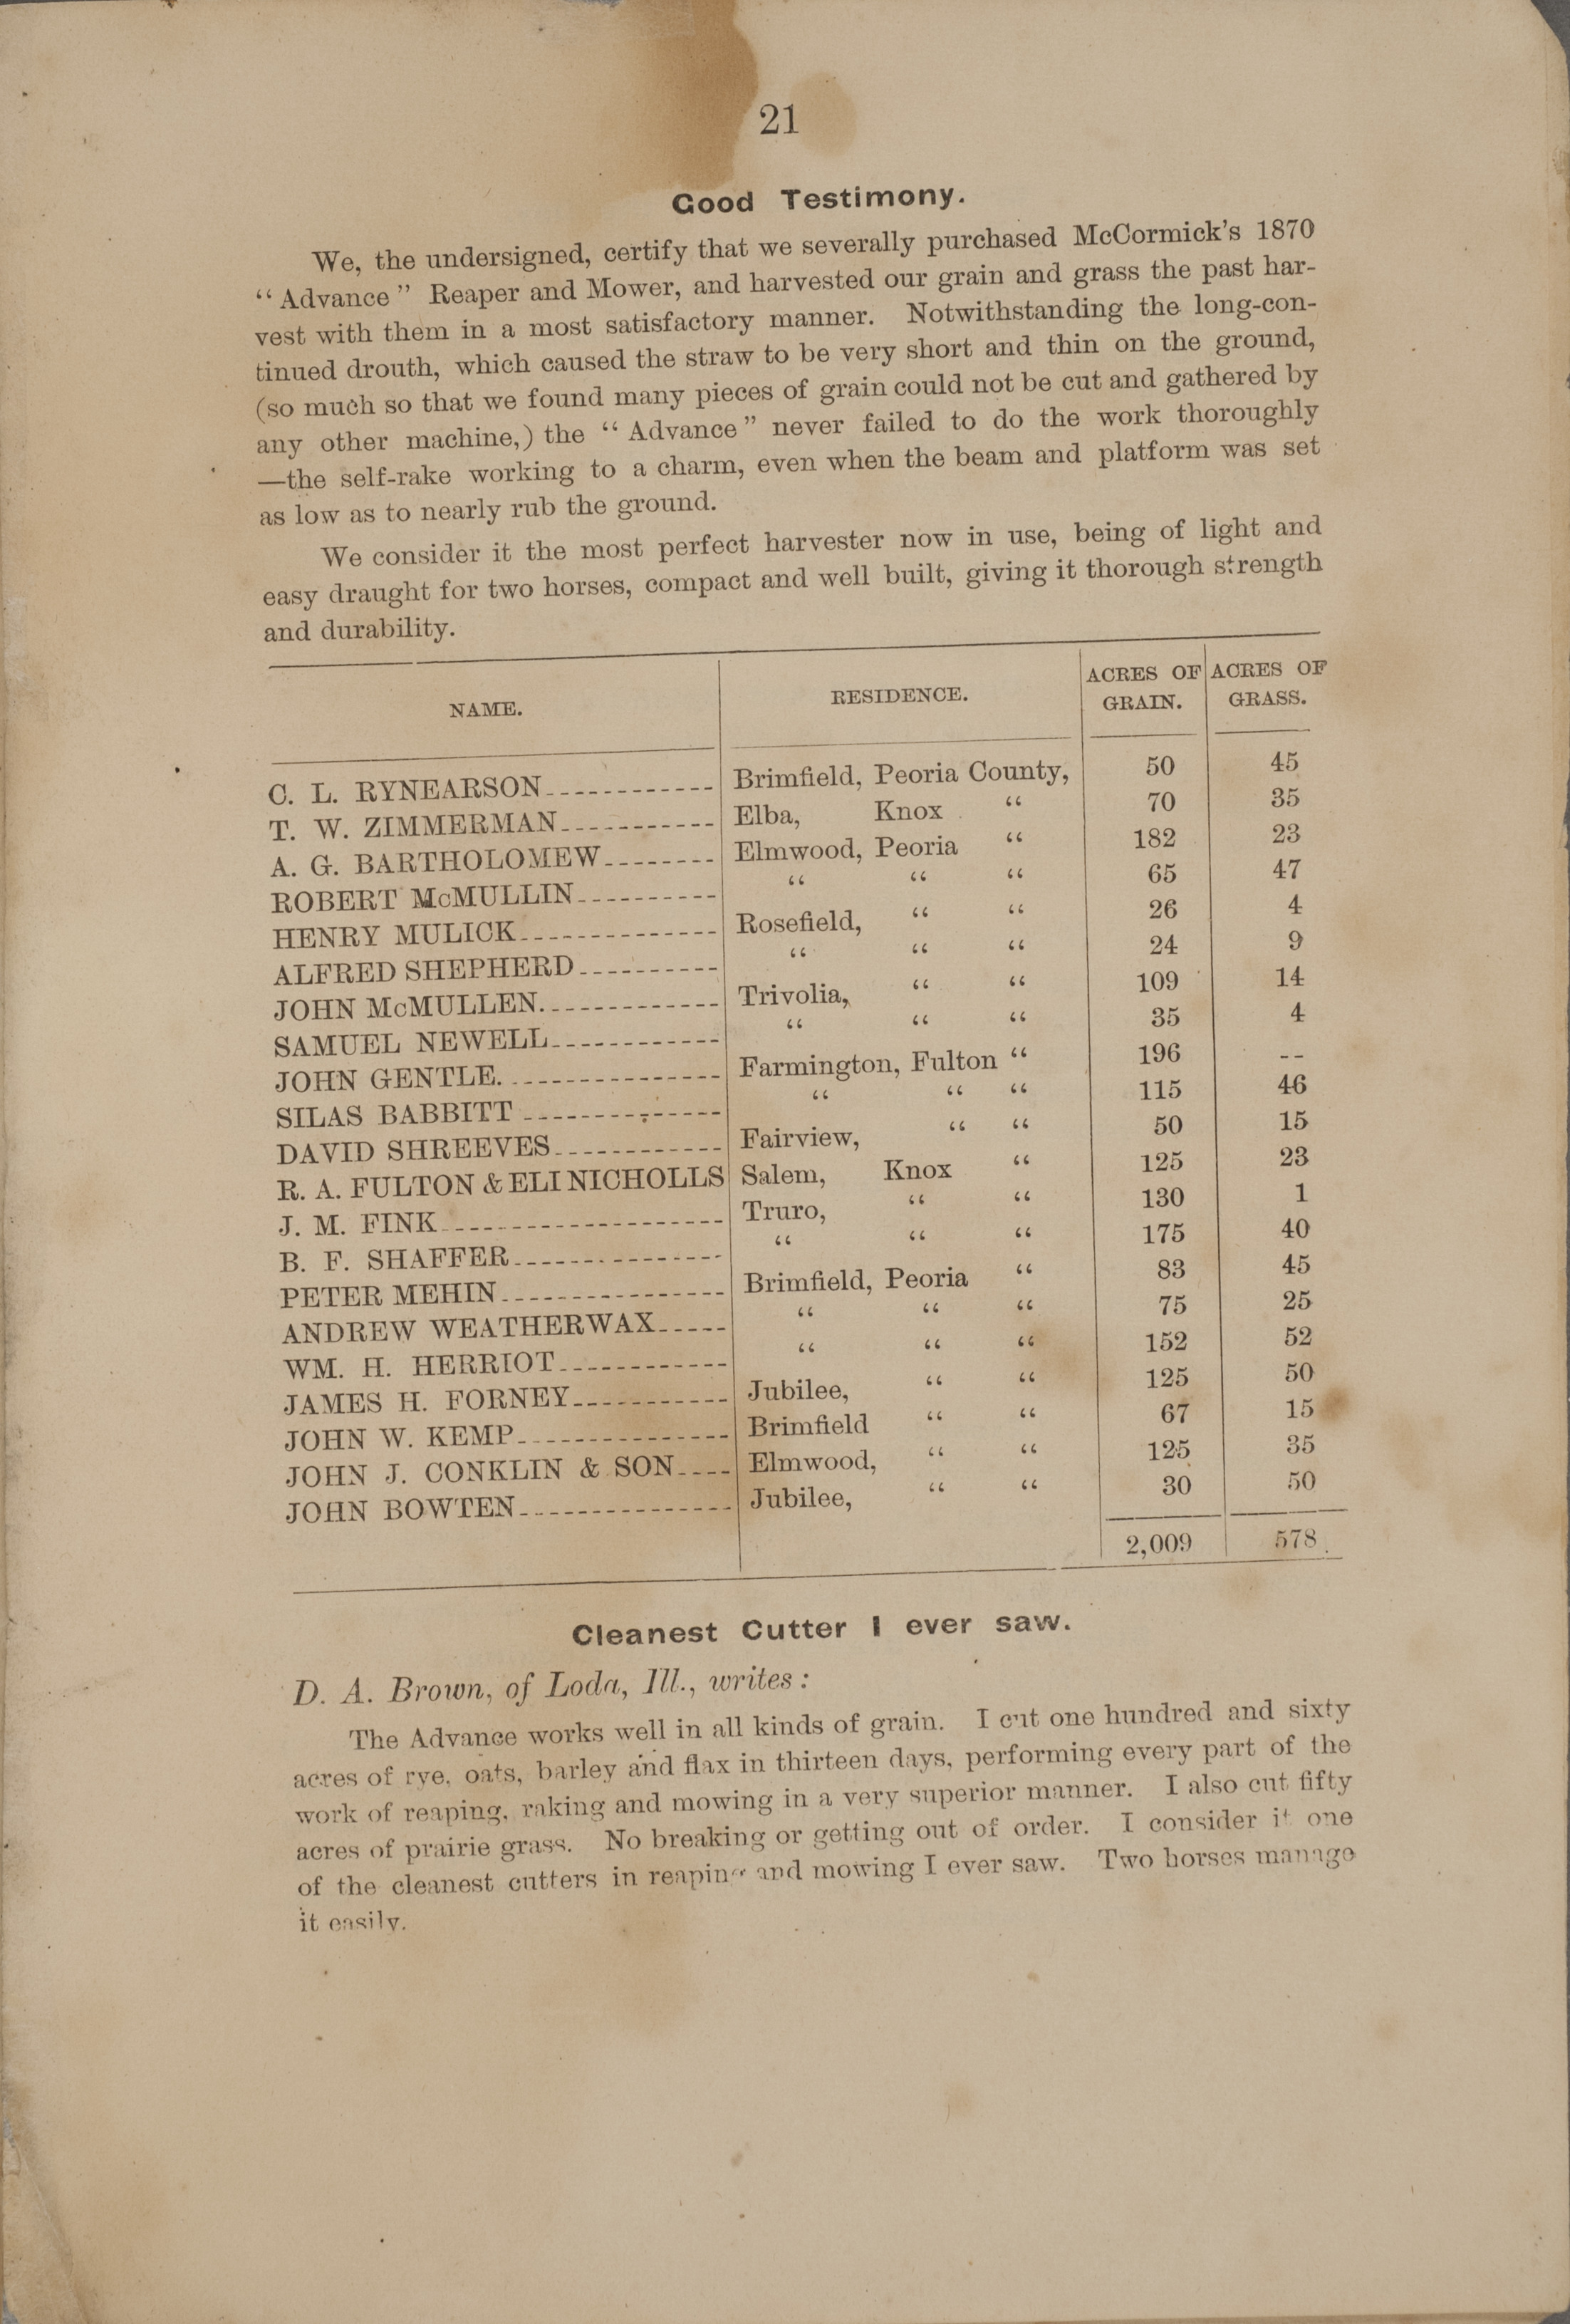 21
Good Testimony.
We, the undersigned, certify that we severally purchased McCormick's 1870
“Advance” Reaper and Mower, and harvested our grain and grass the past har-
vest with them in a most satisfactory manner. Notwithstanding the long-con-
tinued drouth, which caused the straw to be very short and thin on the ground,
(so much so that we found many pieces of grain could not be cut and gathered by
any other machine,) the “Advance” never failed to do the work thoroughly
—the self-rake working to a charm, even when the beam and platform was set
as low as to nearly rub the ground.
We consider it the most perfect harvester now in use, being of light and
easy draught for two horses, compact and well built, giving it thorough strength
and durability.
NAME. RESIDENCE. ACRES OF GRAIN. ACRES OF GRASS.
C. L. RYNEARSON Brimfield, Peoria County, 50 45
T. W. ZIMMERMAN Elba, Knox “ 70 35
A. G. BARTHOLOMEW Elmwood, Peoria “ 182 23
ROBERT McMULLIN “ “ “ 65 47
HENRY MULICK Rosefield, “ “ 26 4
ALFRED SHEPHERD “ “ “ 24 9
JOHN McMULLEN. Trivolia, “ “ 109 14
SAMUEL NEWELL “ “ “ 35 4
JOHN GENTLE. Farmington, Fulton “ 196 --
SILAS BABBITT “ “ “ 115 46
DAVID SHREEVES Fairview, “ “ 50 15
R. A. FULTON & ELI NICHOLLS Salem, Knox “ 125 23
J. M. FINK Truro, “ “ 130 1
B. F. SHAFFER “ “ “ 175 40
PETER MEHIN Brimfield, Peoria “ 83 45
ANDREW WEATHERWAX “ “ “ 75 25
WM. H. HERRIOT “ “ “ 152 52
JAMES H. FORNEY Jubilee, “ “ 125 50
JOHN W. KEMP Brimfield “ “ 67 15
JOHN J. CONKLIN & SON Elmwood, “ “ 125 35
JOHN BOWTEN Jubilee, “ “ 30 50
2,009 578
Cleanest Cutter I ever saw.
D. A. Brown, of Loda, Ill., writes:
The Advance works well in all kinds of grain. I cut one hundred and sixty
acres of rye, oats, barley and flax in thirteen days, performing every part of the
work of reaping, raking and mowing in a very superior manner. I also cut fifty
acres of prairie grass. No breaking or getting out of order. I consider it one
of the cleanest cutters in reaping and mowing I ever saw. Two horses manage
it easily.